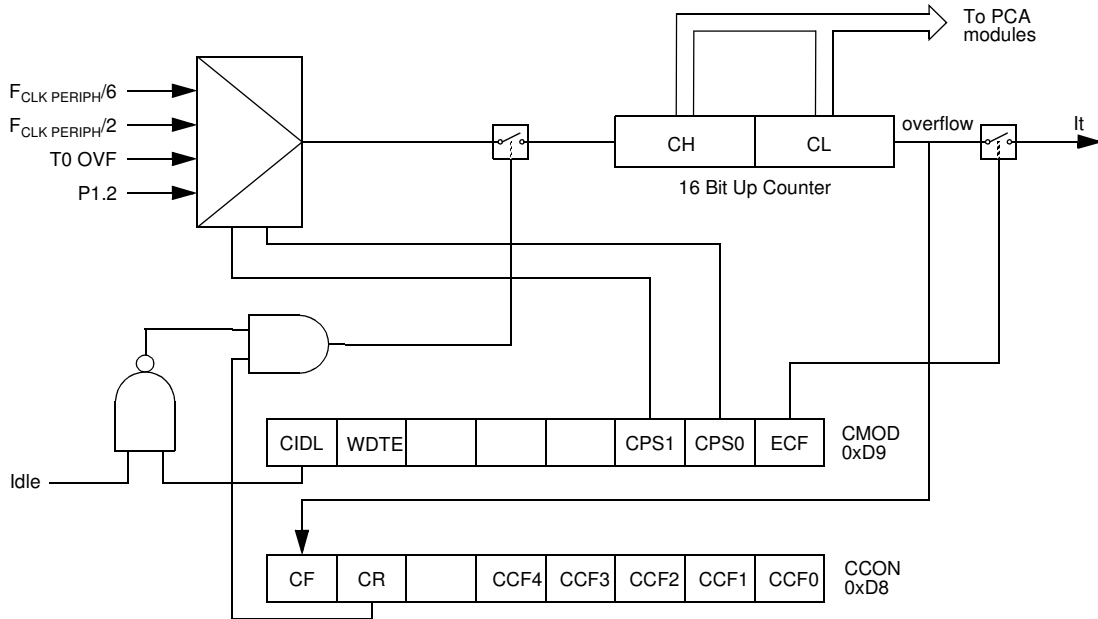 To PCA
modules
F_CLK PERIPH/6
F_CLK PERIPH/2
T0 OVF
P1.2
CH
CL
overflow
It
16 Bit Up Counter
CIDL WDTE CPS1 CPS0 ECF
CMOD
0xD9
Idle
CF CR CCF4 CCF3 CCF2 CCF1 CCF0
CCON
0xD8